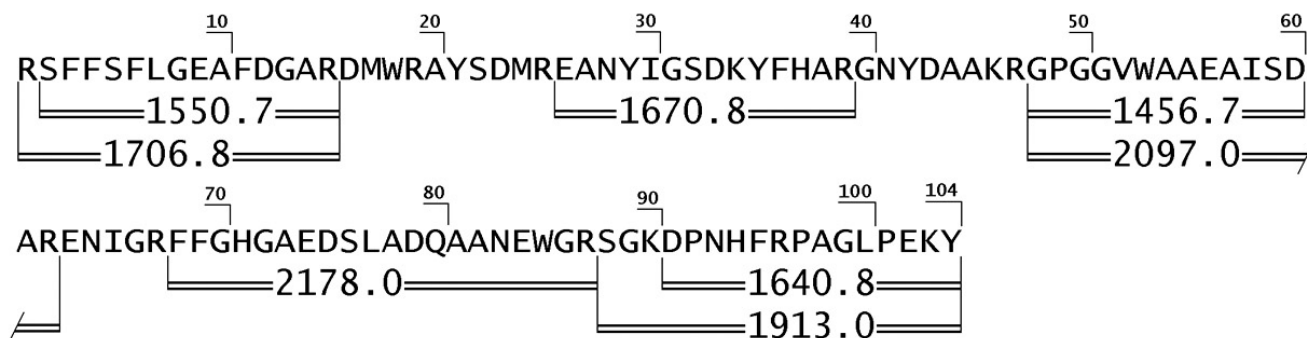 10 20 30 40 50 60
RSFFSFLGEAFDGARDMWRAYSDMREANYIGSDKYFHARGNYDAAKRGPGGVWAAEAISD
1550.7 1670.8 1456.7
1706.8 2097.0
70 80 90 100 104
ARENIGRFFGHGAEDSLADQAANEWGRSGKDPNHFRPAGLPEKY
2178.0 1640.8
1913.0